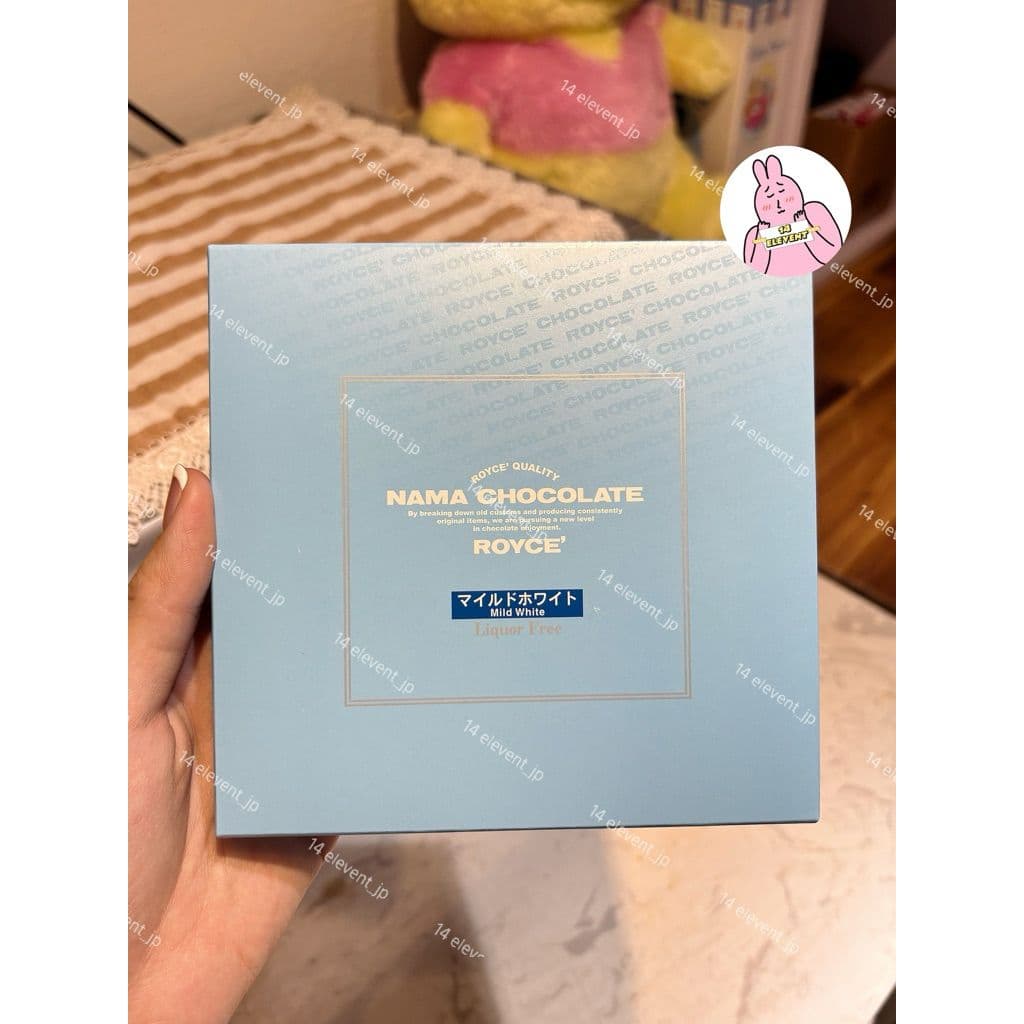 ROYCE' CHOCOLATE ROYCE' CHOCOLATE
14
ELEVENT
ROYCE' QUALITY
NAMA CHOCOLATE
By breaking down old customs and producing consistently
original items, we are pursuing a new level
in chocolate enjoyment.
ROYCE'
マイルドホワイト
Mild White
Liquor Free
14 elevent_jp